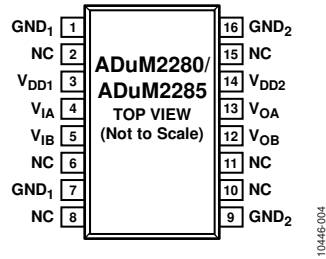 GND1 1 16 GND2
NC 2 15 NC
VDD1 3 14 VDD2
VIA 4 13 VOA
VIB 5 12 VOB
NC 6 11 NC
GND1 7 10 NC
NC 8 9 GND2
ADuM2280/
ADuM2285
TOP VIEW
(Not to Scale)
10446-004